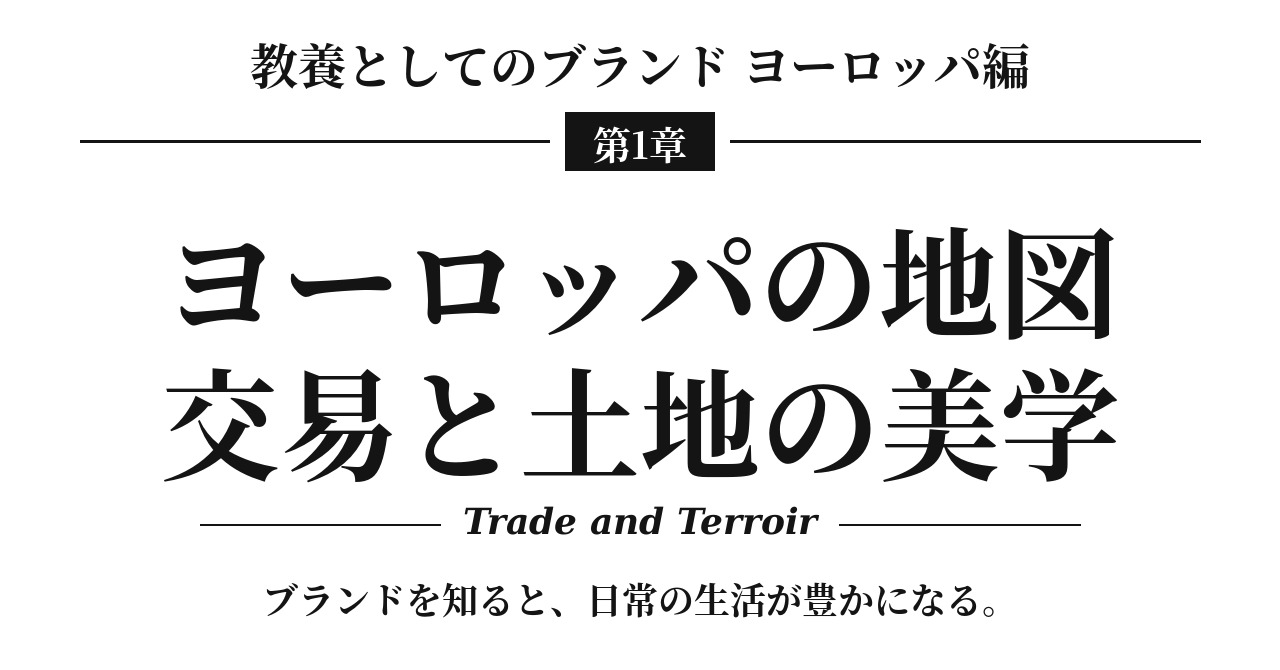 教養としてのブランド ヨーロッパ編
第1章
ヨーロッパの地図
交易と土地の美学
Trade and Terroir
ブランドを知ると、日常の生活が豊かになる。